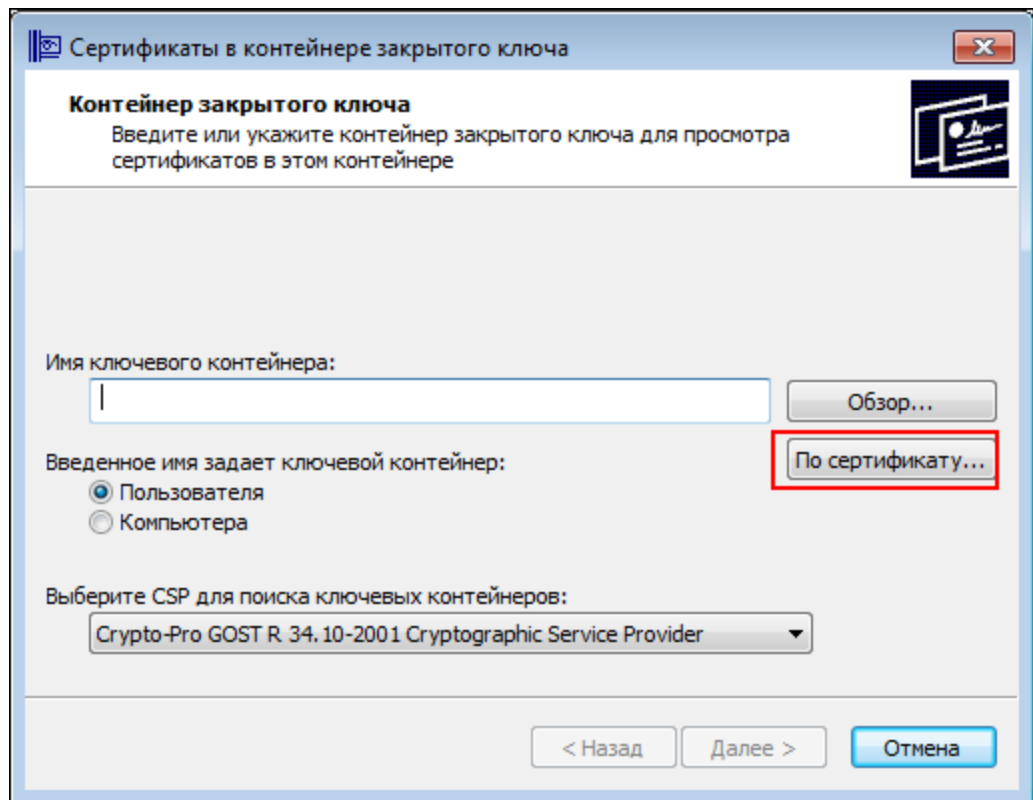 Сертификаты в контейнере закрытого ключа
Контейнер закрытого ключа
Введите или укажите контейнер закрытого ключа для просмотра
сертификатов в этом контейнере
Имя ключевого контейнера:
Обзор...
Введенное имя задает ключевой контейнер:
По сертификату...
Пользователя
Компьютера
Выберите CSP для поиска ключевых контейнеров:
Crypto-Pro GOST R 34.10-2001 Cryptographic Service Provider
< Назад
Далее >
Отмена